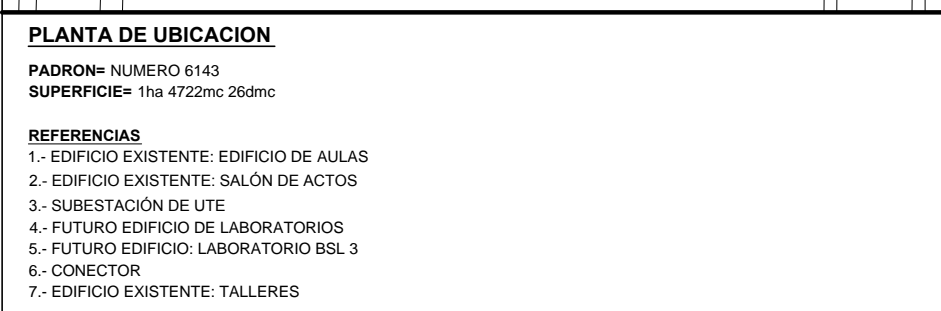 PLANTA DE UBICACION
PADRON= NUMERO 6143
SUPERFICIE= 1ha 4722mc 26dmc
REFERENCIAS
1.- EDIFICIO EXISTENTE: EDIFICIO DE AULAS
2.- EDIFICIO EXISTENTE: SALÓN DE ACTOS
3.- SUBESTACIÓN DE UTE
4.- FUTURO EDIFICIO DE LABORATORIOS
5.- FUTURO EDIFICIO: LABORATORIO BSL 3
6.- CONECTOR
7.- EDIFICIO EXISTENTE: TALLERES